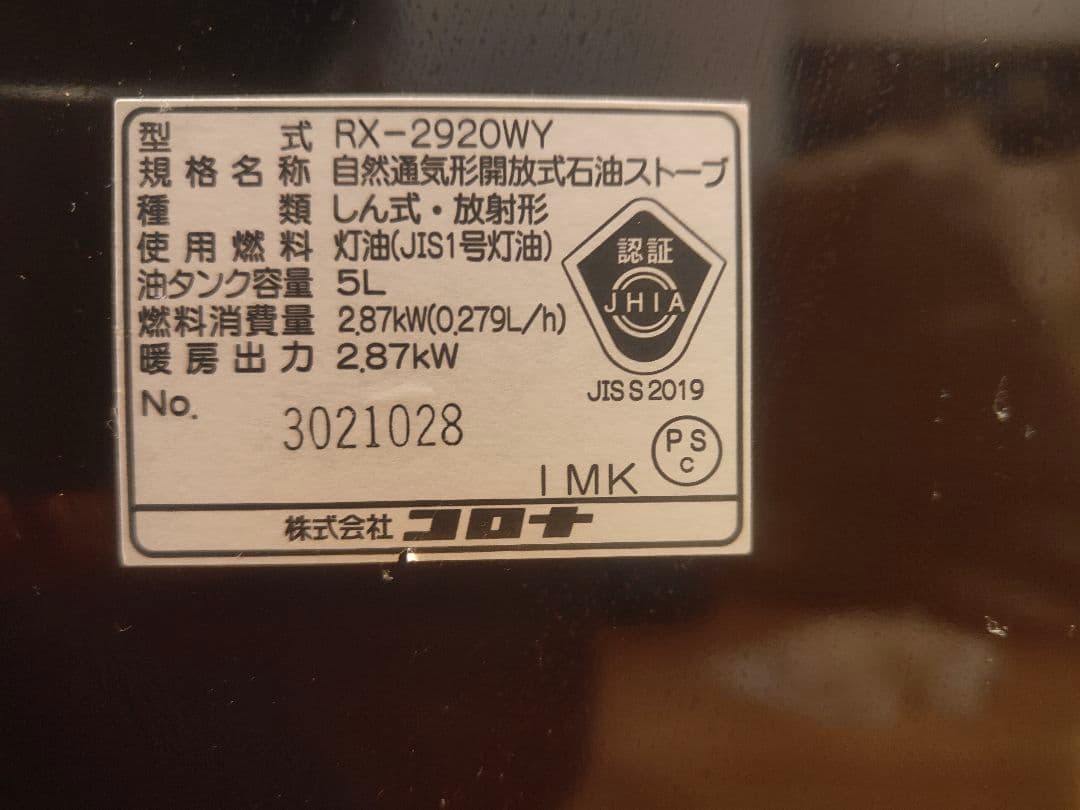 型式 RX-2920WY
規格名称 自然通気形開放式石油ストーブ
種類 しん式・放射形
使用燃料 灯油(JIS1号灯油)
油タンク容量 5L
燃料消費量 2.87kW(0.279L/h)
暖房出力 2.87kW
認証
JHIA
JIS S 2019
No. 3021028
PS
C
1MK
株式会社 コロナ